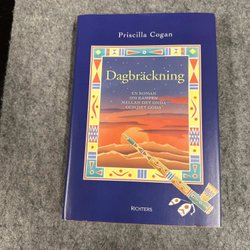 Priscilla Cogan
Dagbräckning
EN ROMAN
OM KAMPEN
MELLAN DET ONDA
OCH DET GODA
RICHTERS